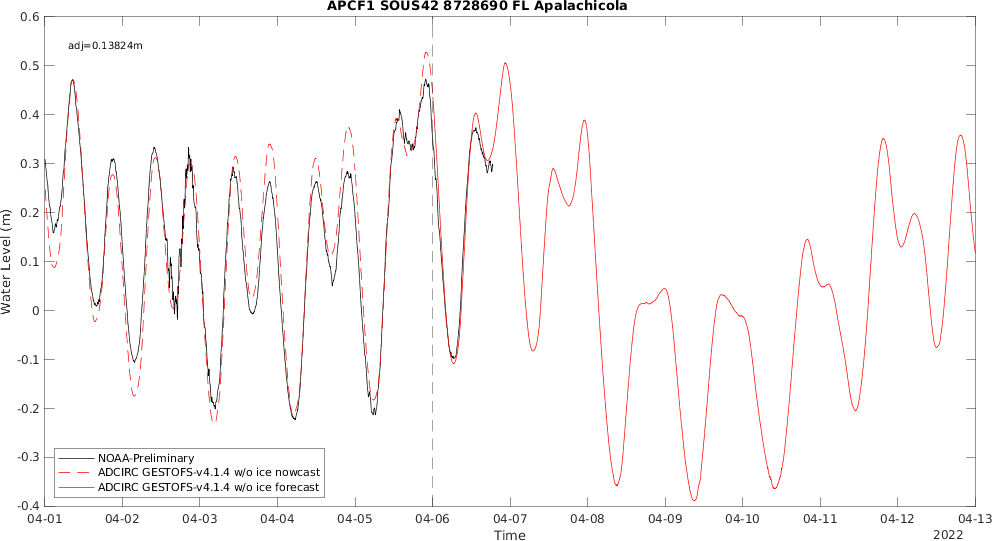 APCF1 SOUS42 8728690 FL Apalachicola
adj=0.13824m
0.6
0.5
0.4
0.3
0.2
0.1
0
-0.1
-0.2
-0.3
-0.4
Water Level (m)
NOAA-Preliminary
ADCIRC GESTOFS-v4.1.4 w/o ice nowcast
ADCIRC GESTOFS-v4.1.4 w/o ice forecast
04-01 04-02 04-03 04-04 04-05 04-06 04-07 04-08 04-09 04-10 04-11 04-12 04-13
Time
2022